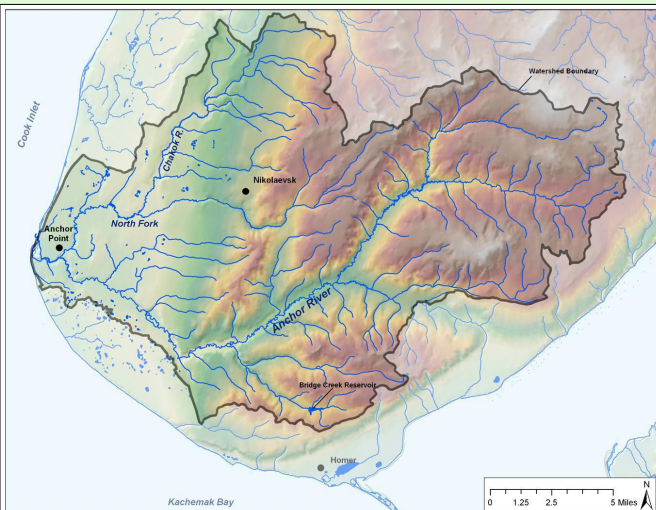 Watershed Boundary
Cook Inlet
Chakok R.
Nikolaevsk
North Fork
Anchor
Point
Anchor River
Bridge Creek Reservoir
Homer
Kachemak Bay
N
0 1.25 2.5 5 Miles